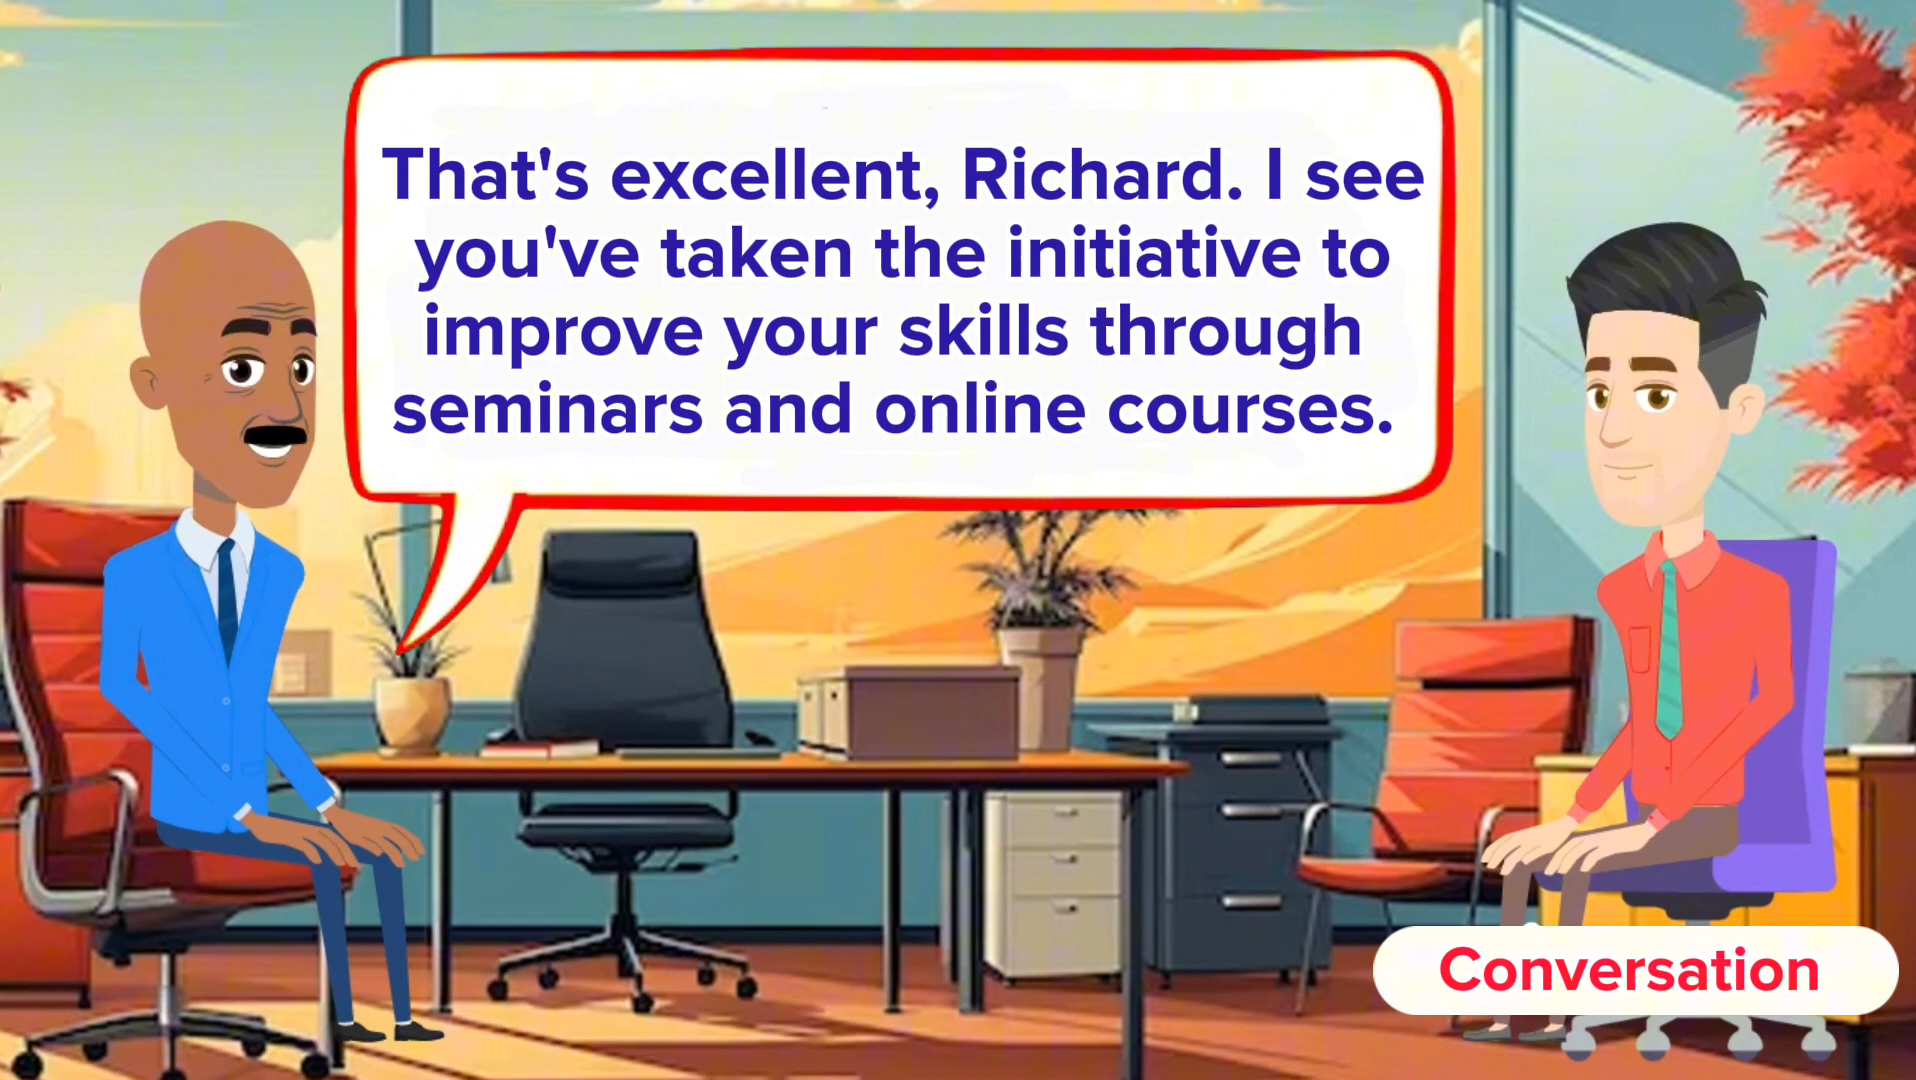 That's excellent, Richard. I see
you've taken the initiative to
improve your skills through
seminars and online courses.
Conversation